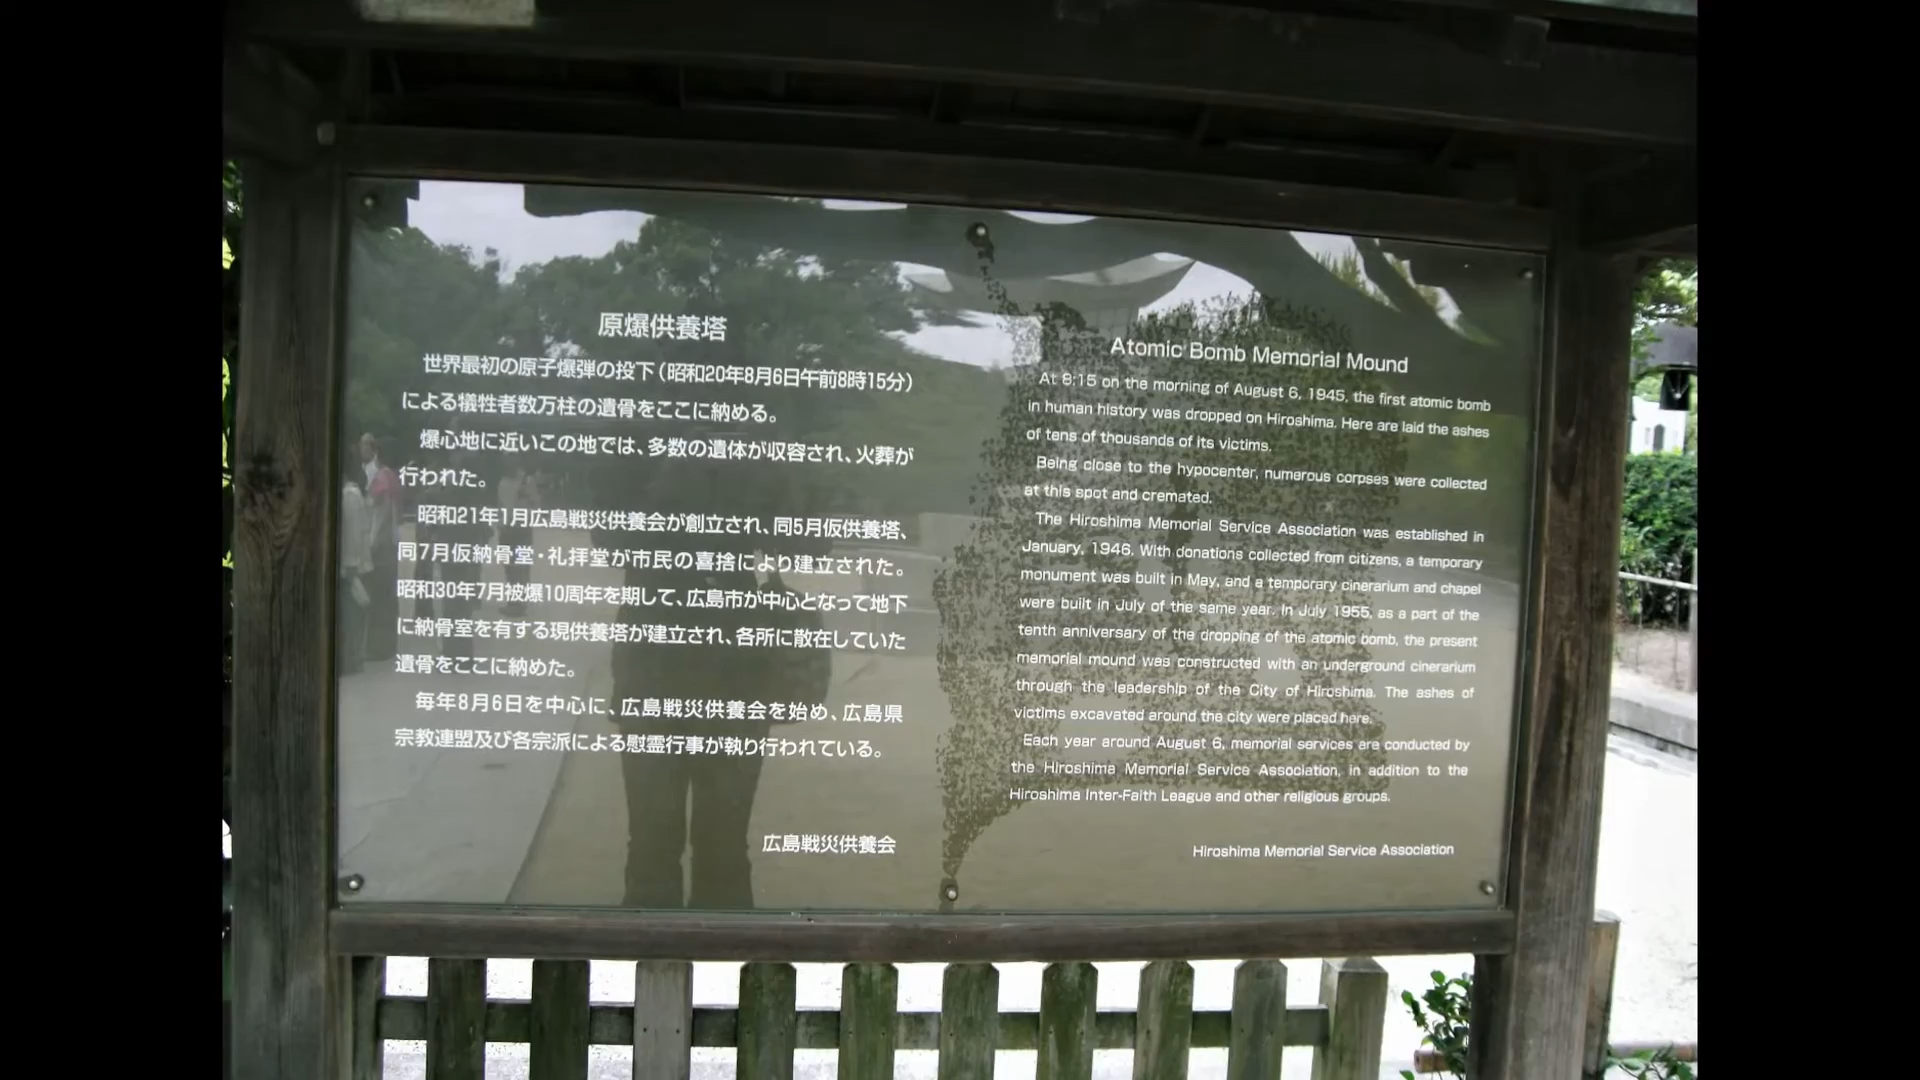 原爆供養塔
世界最初の原子爆弾の投下（昭和20年8月6日午前8時15分）
による犠牲者数万柱の遺骨をここに納める。
爆心地に近いこの地では、多数の遺体が収容され、火葬が
行われた。
昭和21年1月広島戦災供養会が創立され、同5月仮供養塔、
同7月仮納骨堂・礼拝堂が市民の喜捨により建立された。
昭和30年7月被爆10周年を期して、広島市が中心となって地下
に納骨室を有する現供養塔が建立され、各所に散在していた
遺骨をここに納めた。
毎年8月6日を中心に、広島戦災供養会を始め、広島県
宗教連盟及び各宗派による慰霊行事が執り行われている。
広島戦災供養会
Atomic Bomb Memorial Mound
At 8:15 on the morning of August 6, 1945, the first atomic bomb
in human history was dropped on Hiroshima. Here are laid the ashes
of tens of thousands of its victims.
Being close to the hypocenter, numerous corpses were collected
at this spot and cremated.
The Hiroshima Memorial Service Association was established in
January, 1946. With donations collected from citizens, a temporary
monument was built in May, and a temporary cinerarium and chapel
were built in July of the same year. In July 1955, as a part of the
tenth anniversary of the dropping of the atomic bomb, the present
memorial mound was constructed with an underground cinerarium
through the leadership of the City of Hiroshima. The ashes of
victims excavated around the city were placed here.
Each year around August 6, memorial services are conducted by
the Hiroshima Memorial Service Association, in addition to the
Hiroshima Inter-Faith League and other religious groups.
Hiroshima Memorial Service Association